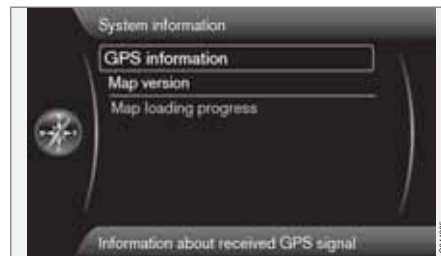 System information
GPS information
Map version
Map loading progress
Information about received GPS signal